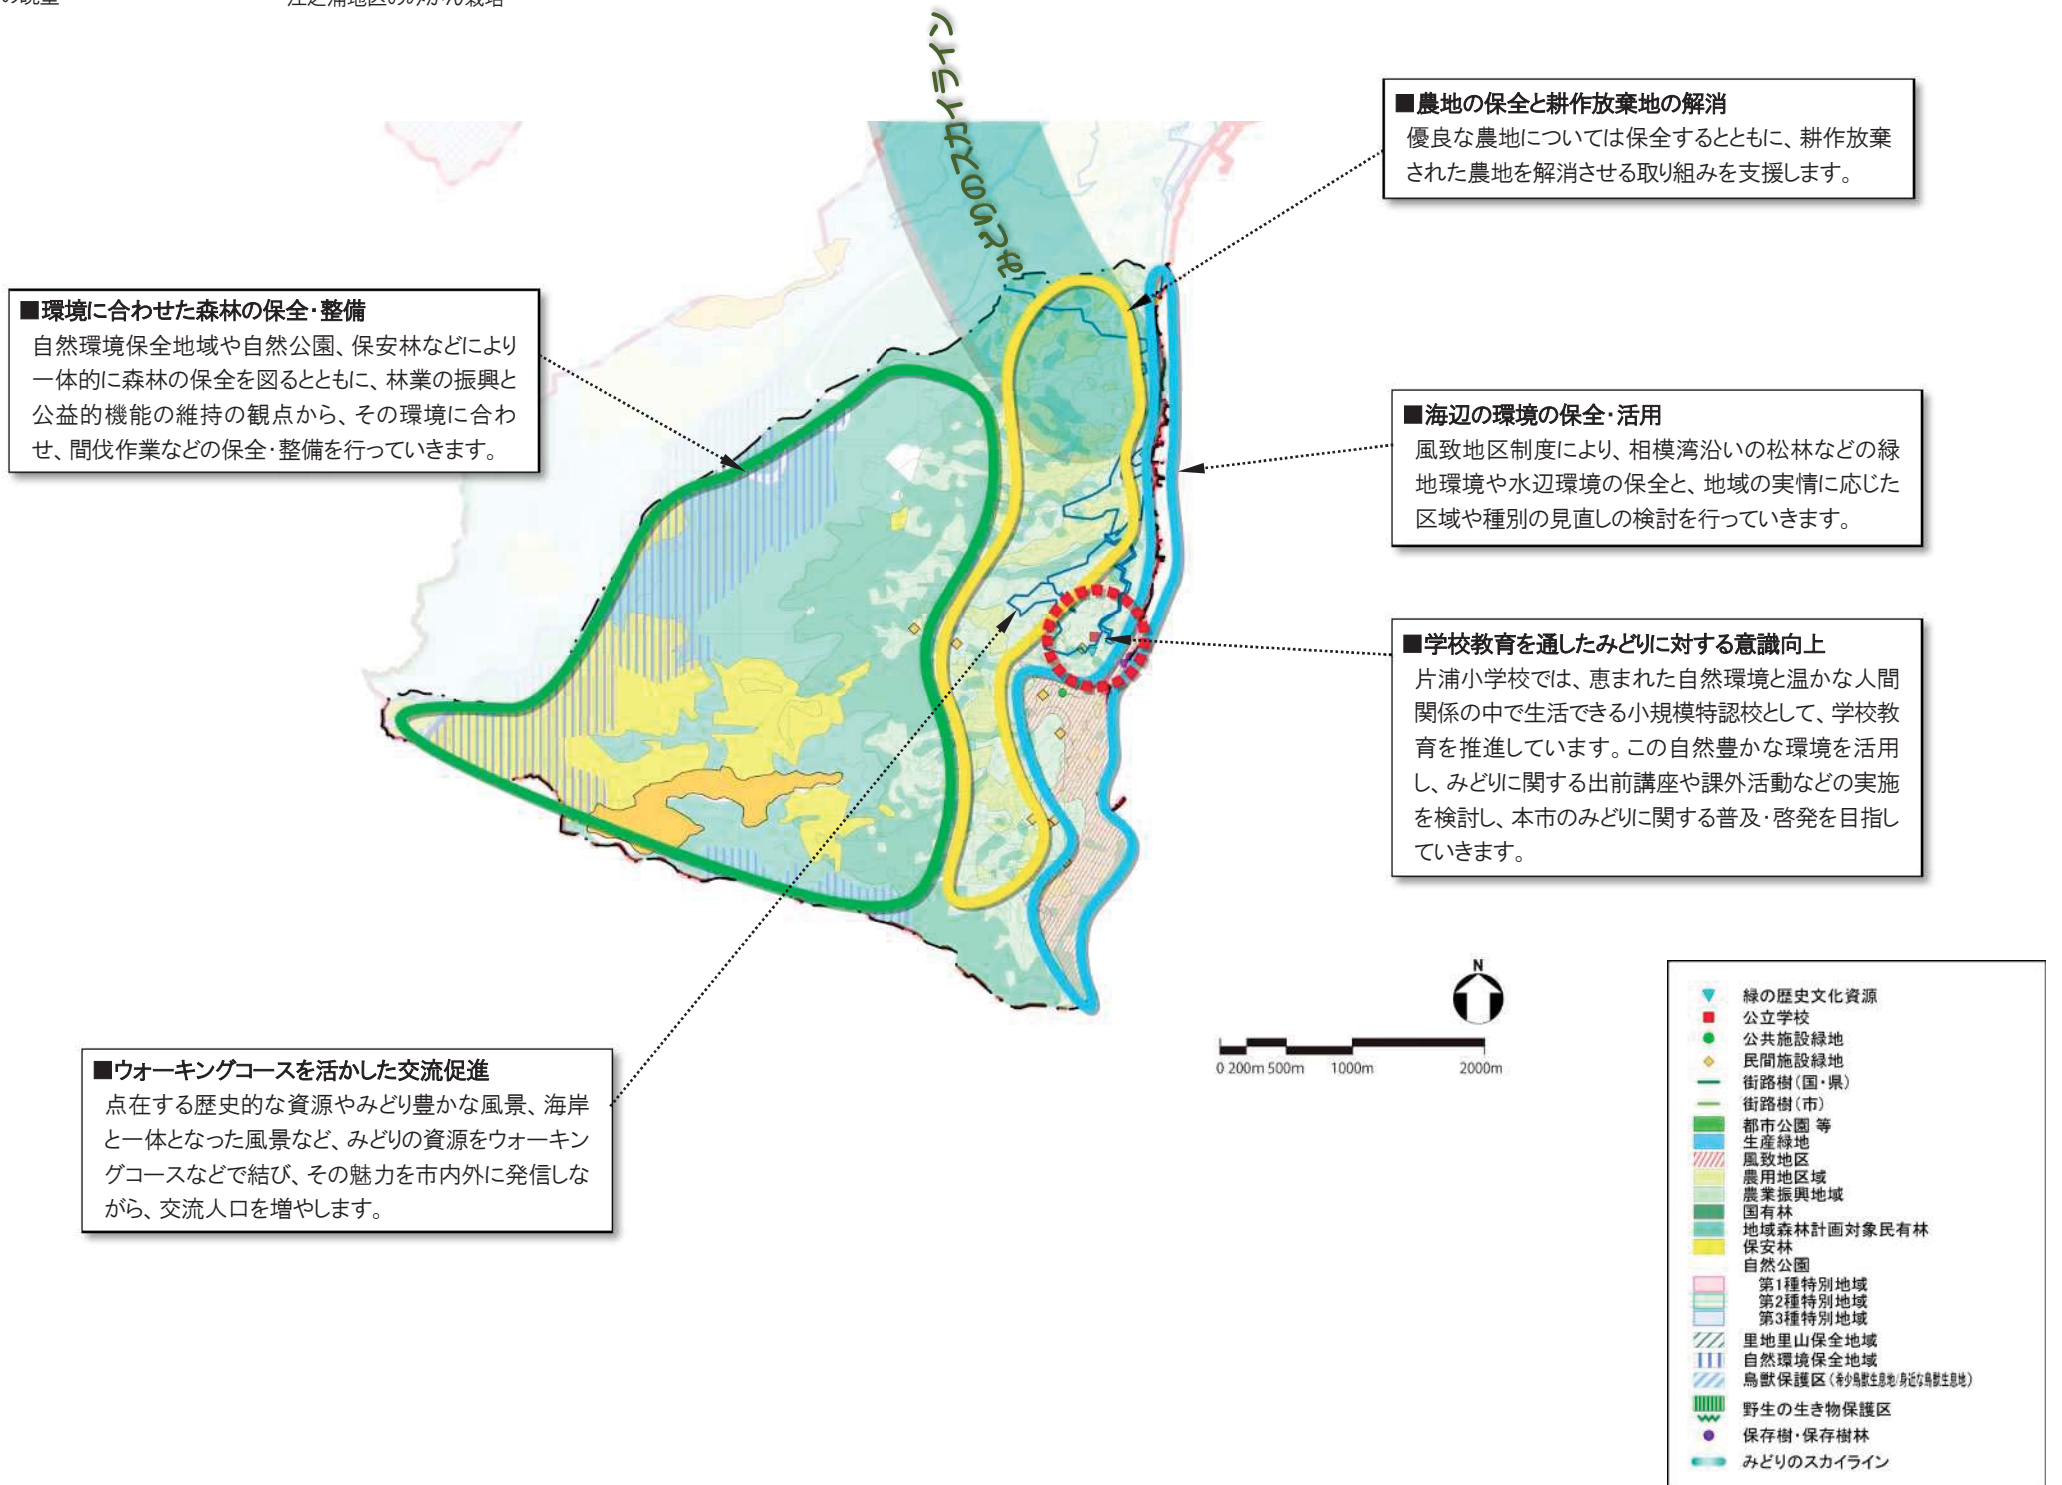 みどりのスカイライン
■農地の保全と耕作放棄地の解消
優良な農地については保全するとともに、耕作放棄
された農地を解消させる取り組みを支援します。
■環境に合わせた森林の保全・整備
自然環境保全地域や自然公園、保安林などにより
一体的に森林の保全を図るとともに、林業の振興と
公益的機能の維持の観点から、その環境に合わ
せ、間伐作業などの保全・整備を行っていきます。
■海辺の環境の保全・活用
風致地区制度により、相模湾沿いの松林などの緑
地環境や水辺環境の保全と、地域の実情に応じた
区域や種別の見直しの検討を行っていきます。
■学校教育を通したみどりに対する意識向上
片浦小学校では、恵まれた自然環境と温かな人間
関係の中で生活できる小規模特認校として、学校教
育を推進しています。この自然豊かな環境を活用
し、みどりに関する出前講座や課外活動などの実施
を検討し、本市のみどりに関する普及・啓発を目指し
ていきます。
■ウォーキングコースを活かした交流促進
点在する歴史的な資源やみどり豊かな風景、海岸
と一体となった風景など、みどりの資源をウォーキン
グコースなどで結び、その魅力を市内外に発信しな
がら、交流人口を増やします。
N
0 200m 500m 1000m 2000m
緑の歴史文化資源
公立学校
公共施設緑地
民間施設緑地
街路樹（国・県）
街路樹（市）
都市公園 等
生産緑地
風致地区
農用地区域
農業振興地域
国有林
地域森林計画対象民有林
保安林
自然公園
第1種特別地域
第2種特別地域
第3種特別地域
里地里山保全地域
自然環境保全地域
鳥獣保護区（希少鳥獣生息地/身近な鳥獣生息地）
野生の生き物保護区
保存樹・保存樹林
みどりのスカイライン